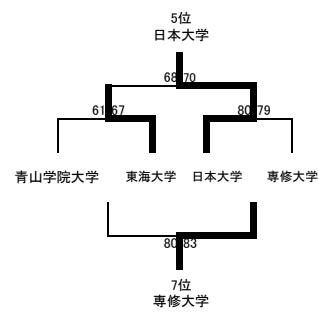 5位
日本大学
68 70
61 67
80 79
青山学院大学
東海大学
日本大学
専修大学
80 83
7位
専修大学